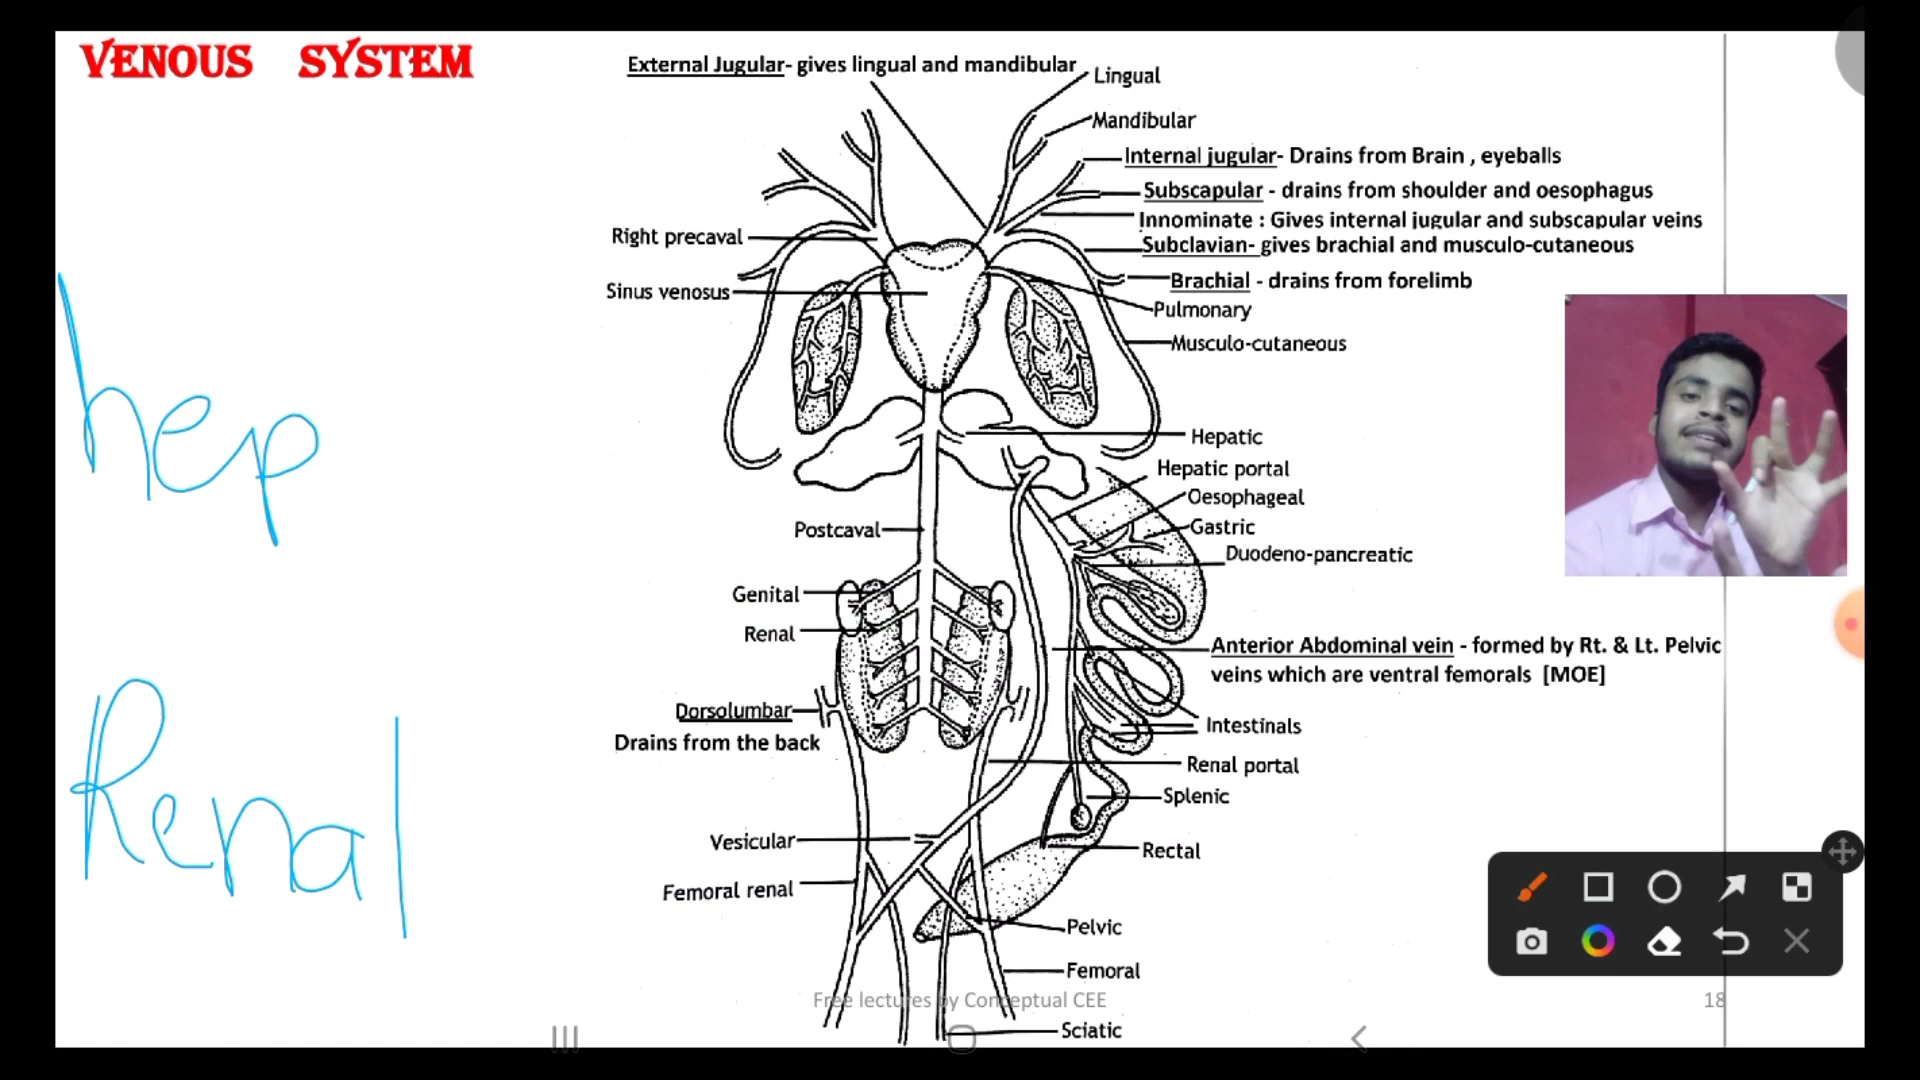 VENOUS SYSTEM
External Jugular- gives lingual and mandibular
Lingual
Mandibular
Internal jugular- Drains from Brain , eyeballs
Subscapular - drains from shoulder and oesophagus
Innominate : Gives internal jugular and subscapular veins
Right precaval
Subclavian- gives brachial and musculo-cutaneous
Brachial - drains from forelimb
Sinus venosus
Pulmonary
Musculo-cutaneous
hep
Hepatic
Hepatic portal
Oesophageal
Gastric
Postcaval
Duodeno-pancreatic
Genital
Renal
Anterior Abdominal vein - formed by Rt. & Lt. Pelvic
veins which are ventral femorals [MOE]
Dorsolumbar
Drains from the back
Intestinals
Renal portal
Splenic
Renal
Vesicular
Rectal
Femoral renal
Pelvic
Femoral
Free lectures by Conceptual CEE
18
Sciatic